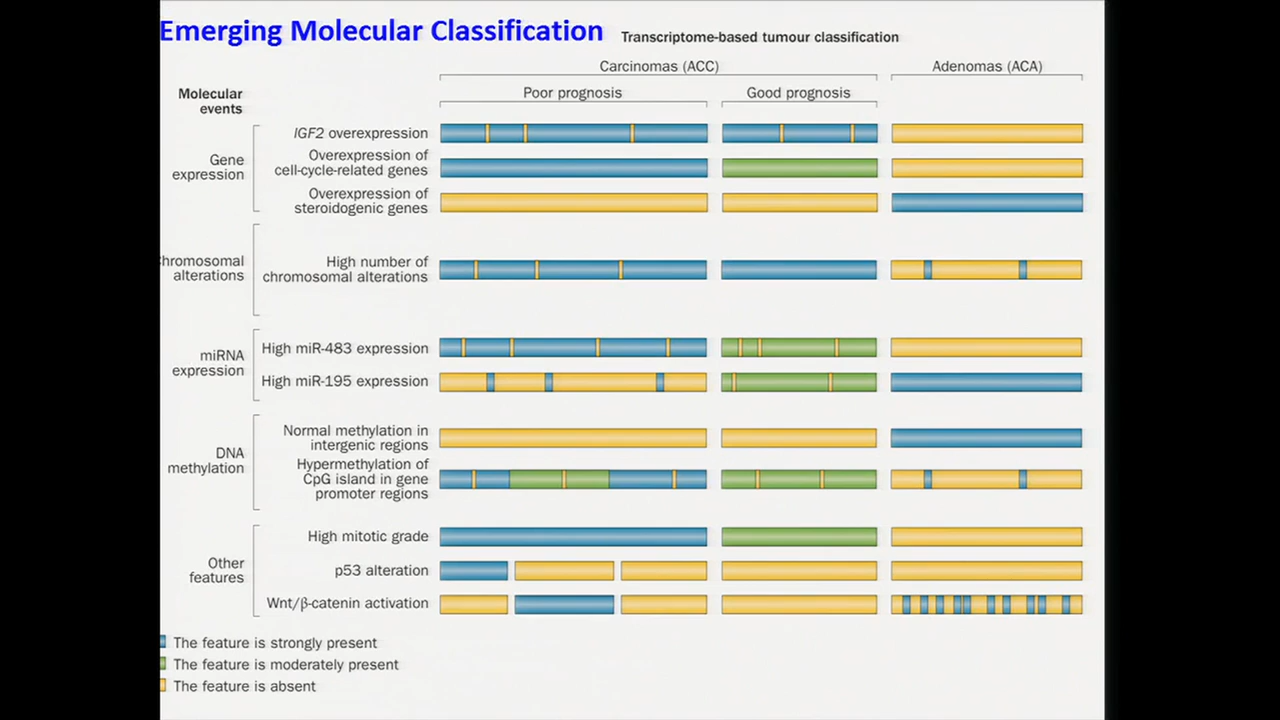 Emerging Molecular Classification
Transcriptome-based tumour classification
Carcinomas (ACC)
Adenomas (ACA)
Poor prognosis
Good prognosis
Molecular
events
Gene
expression
IGF2 overexpression
Overexpression of
cell-cycle-related genes
Overexpression of
steroidogenic genes
hromosomal
alterations
High number of
chromosomal alterations
miRNA
expression
High miR-483 expression
High miR-195 expression
DNA
methylation
Normal methylation in
intergenic regions
Hypermethylation of
CpG island in gene
promoter regions
Other
features
High mitotic grade
p53 alteration
Wnt/β-catenin activation
The feature is strongly present
The feature is moderately present
The feature is absent